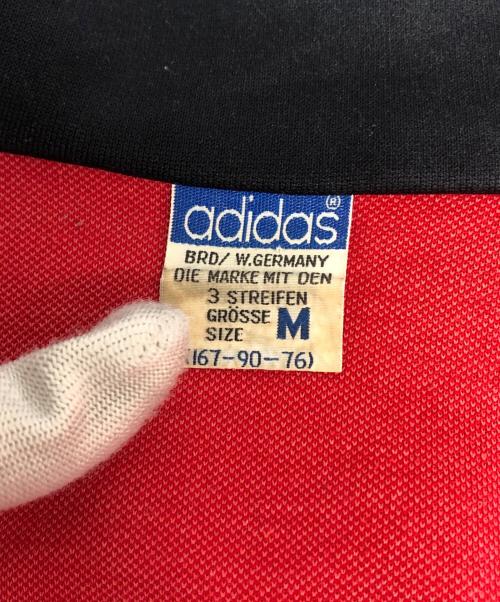 adidas®
BRD/ W.GERMANY
DIE MARKE MIT DEN
3 STREIFEN
GRÖSSE M
SIZE
(167-90-76)